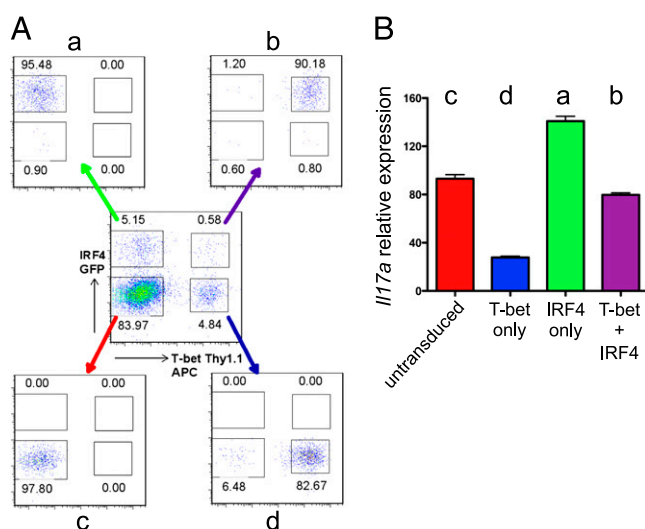 A
a
95.48 0.00
0.90 0.00
b
1.20 90.18
0.60 0.80
5.15 0.58
IRF4
GFP
83.97 4.84
T-bet Thy1.1
APC
0.00 0.00
97.80 0.00
c
0.00 0.00
6.48 82.67
d
B
Il17a relative expression
160
120
80
40
0
c d a b
untransduced
T-bet
only
IRF4
only
T-bet
+
IRF4